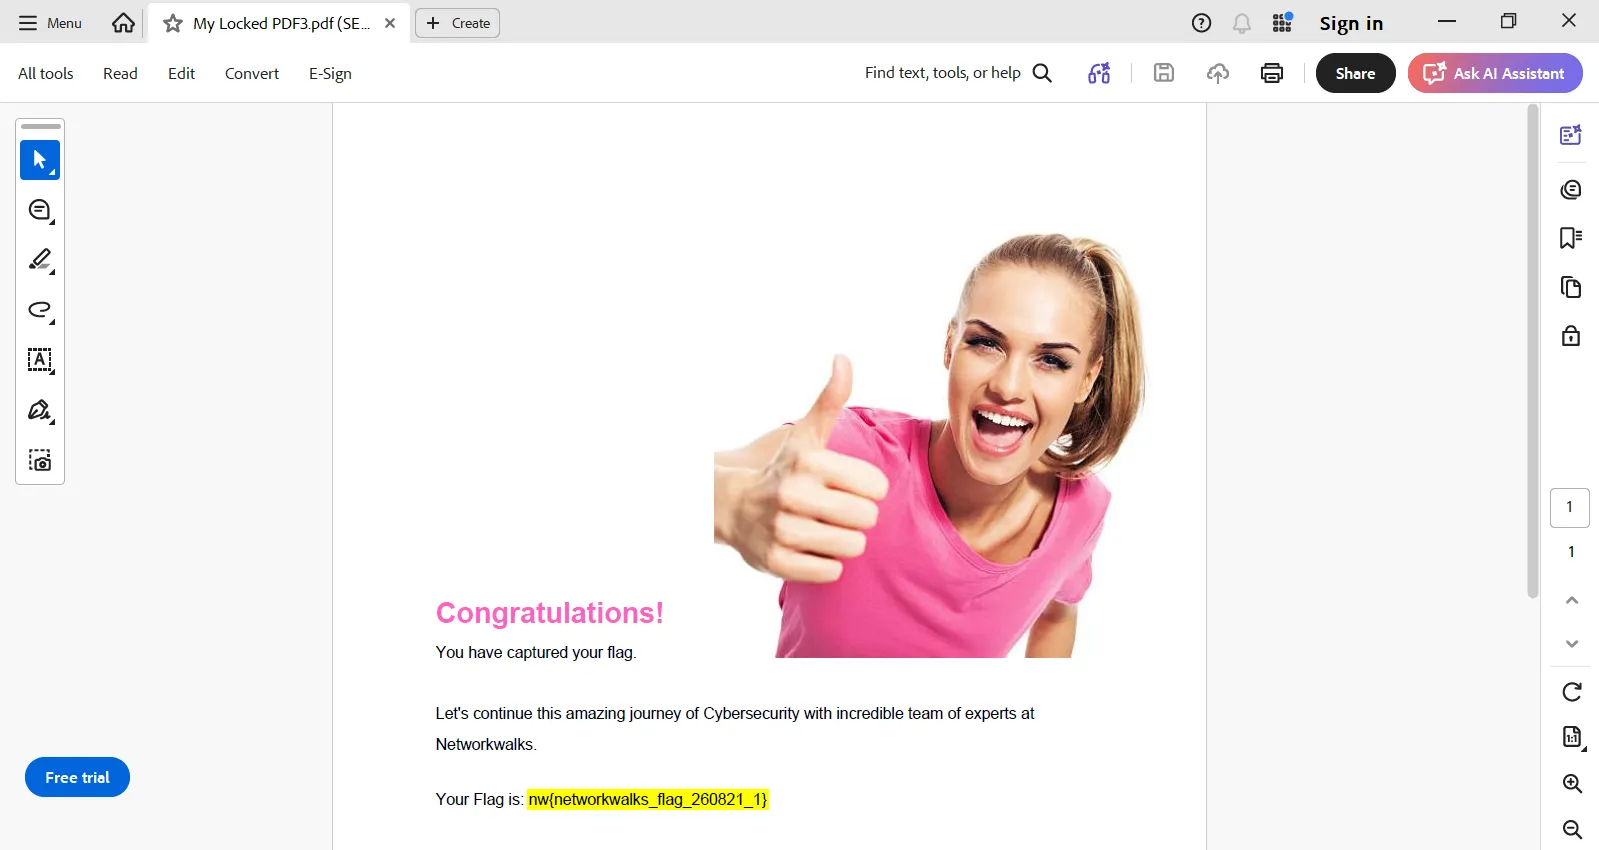 Menu
My Locked PDF3.pdf (SE...
Create
Sign in
All tools
Read
Edit
Convert
E-Sign
Find text, tools, or help
Share
Ask AI Assistant
A
1
1
1:1
Congratulations!
You have captured your flag.
Let's continue this amazing journey of Cybersecurity with incredible team of experts at
Networkwalks.
Free trial
Your Flag is: nw{networkwalks_flag_260821_1}